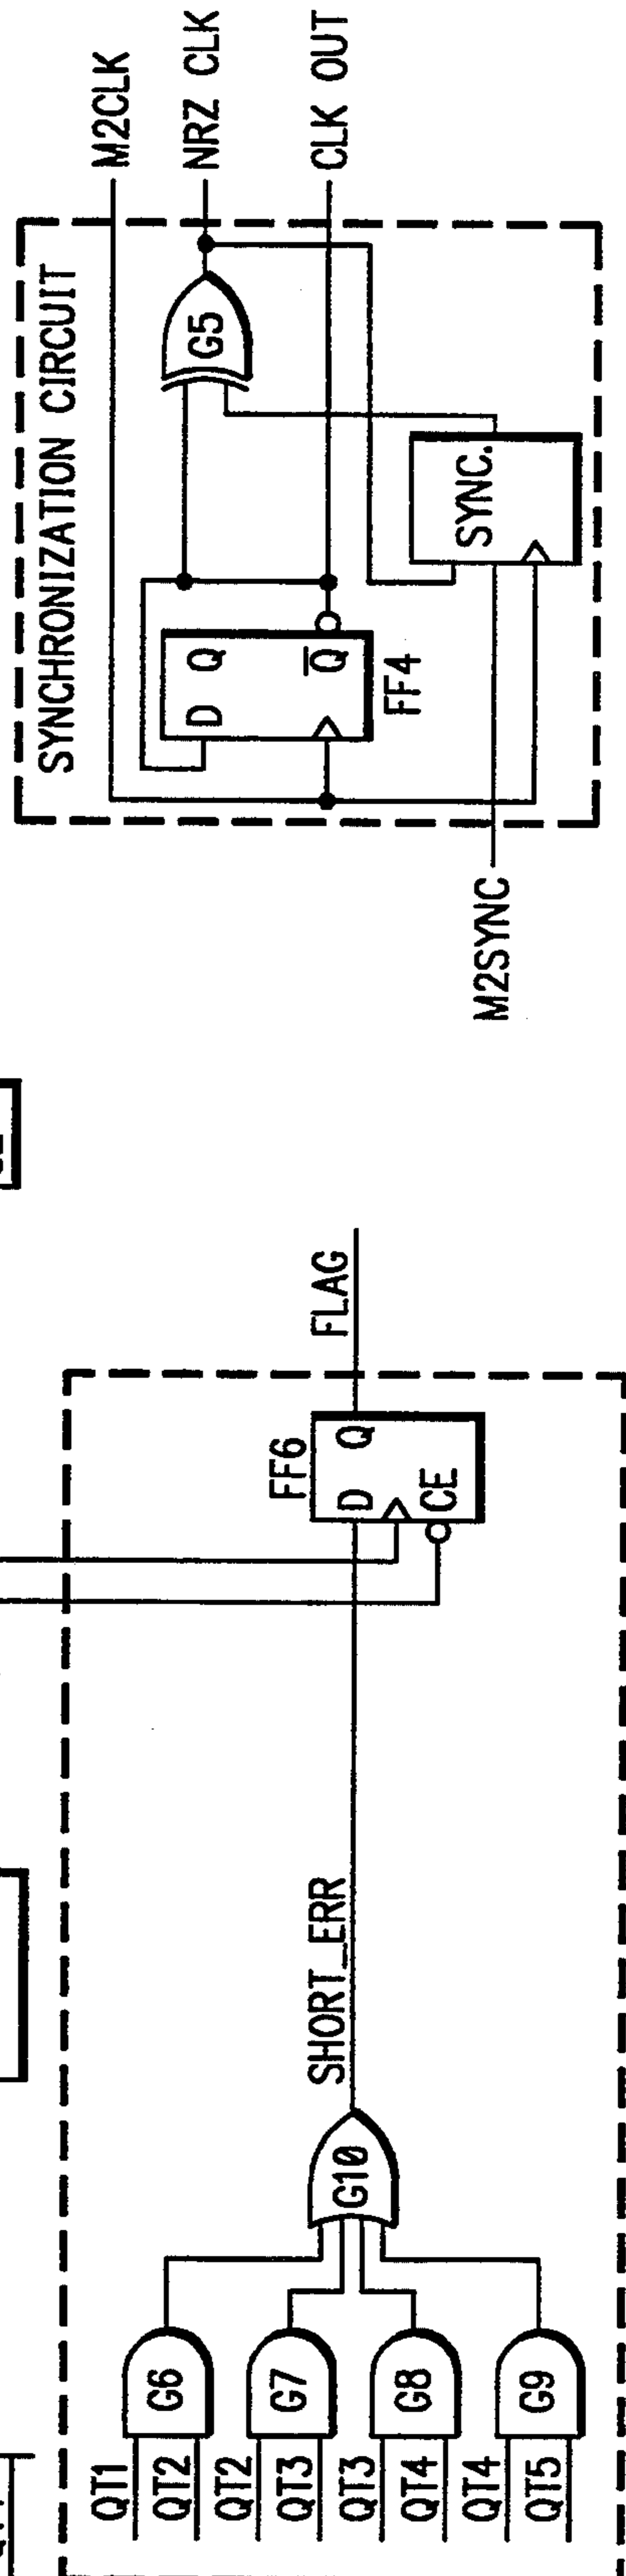 SYNCHRONIZATION CIRCUIT
M2CLK
NRZ CLK
CLK OUT
G5
D Q
Q̅
FF4
SYNC.
M2SYNC
QT1
QT2
G6
QT2
QT3
G7
QT3
QT4
G8
QT4
QT5
G9
G10
SHORT_ERR
FF6
D Q
CE
FLAG